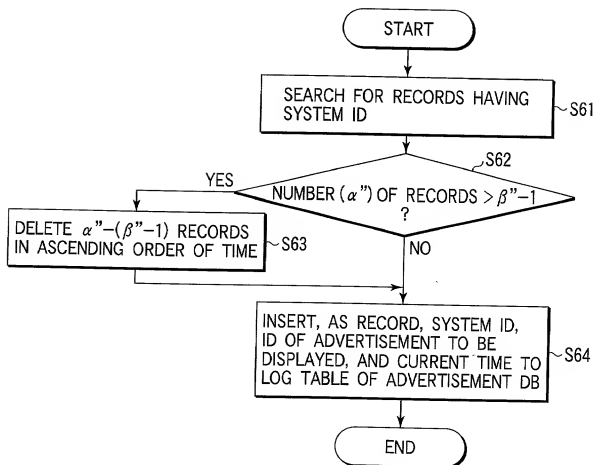 START
SEARCH FOR RECORDS HAVING
SYSTEM ID
S61
S62
NUMBER (α") OF RECORDS > β"-1
?
YES
DELETE α"-(β"-1) RECORDS
IN ASCENDING ORDER OF TIME
S63
NO
INSERT, AS RECORD, SYSTEM ID,
ID OF ADVERTISEMENT TO BE
DISPLAYED, AND CURRENT TIME TO
LOG TABLE OF ADVERTISEMENT DB
S64
END